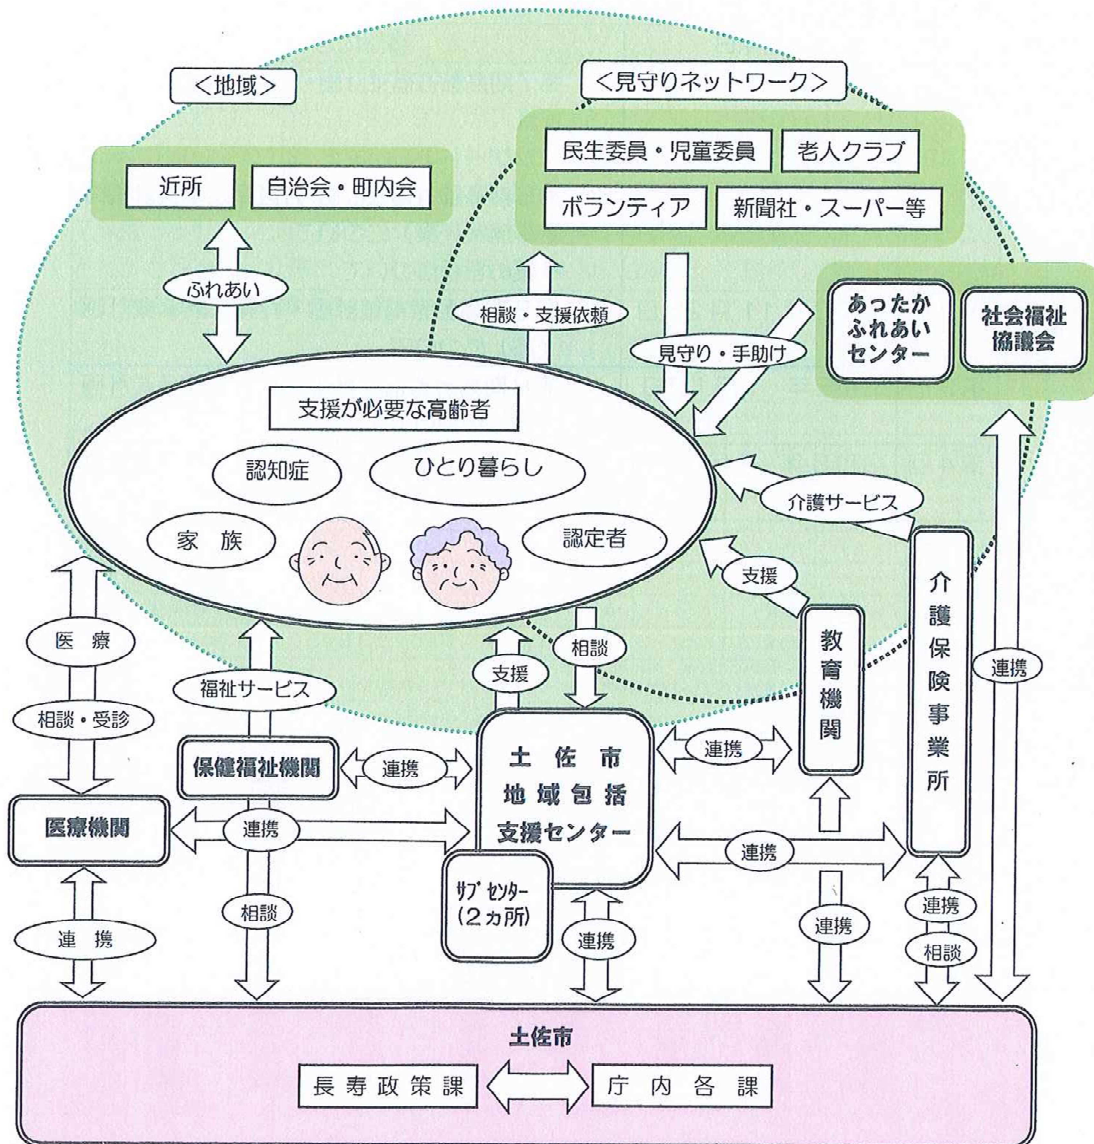 ＜地域＞
＜見守りネットワーク＞
民生委員・児童委員
老人クラブ
ボランティア
新聞社・スーパー等
近所
自治会・町内会
ふれあい
相談・支援依頼
見守り・手助け
あったか
ふれあい
センター
社会福祉
協議会
支援が必要な高齢者
認知症
ひとり暮らし
家　族
認定者
介護サービス
支援
介護保険事業所
教育機関
連携
医　療
相談・受診
福祉サービス
支援
相談
保健福祉機関
連携
土佐市
地域包括
支援センター
連携
医療機関
連携
連携
サブセンター
(２ヵ所)
連　携
相談
連携
連携
連携
相談
土佐市
長寿政策課
庁内各課